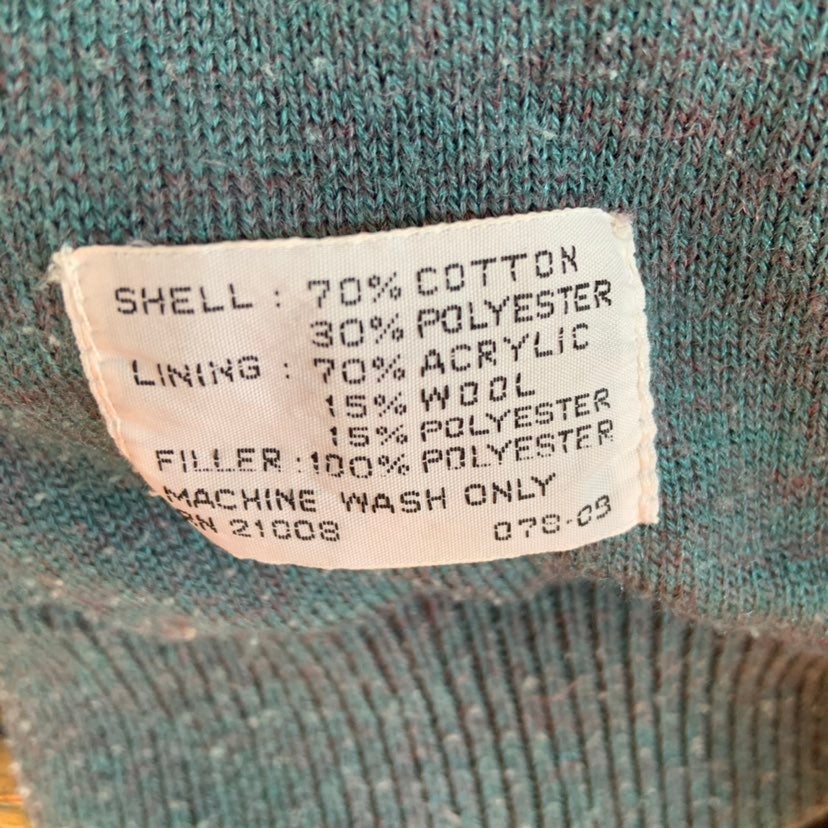 SHELL : 70% COTTON
30% POLYESTER
LINING : 70% ACRYLIC
15% WOOL
15% POLYESTER
FILLER :100% POLYESTER
MACHINE WASH ONLY
RN 21008 078-03